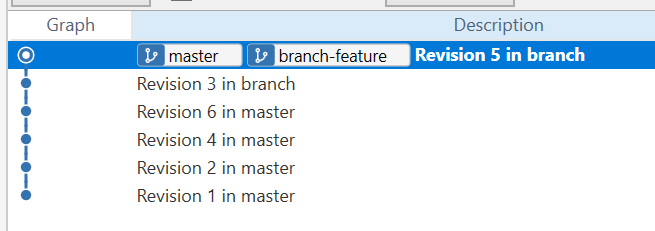 Graph Description
master branch-feature Revision 5 in branch
Revision 3 in branch
Revision 6 in master
Revision 4 in master
Revision 2 in master
Revision 1 in master